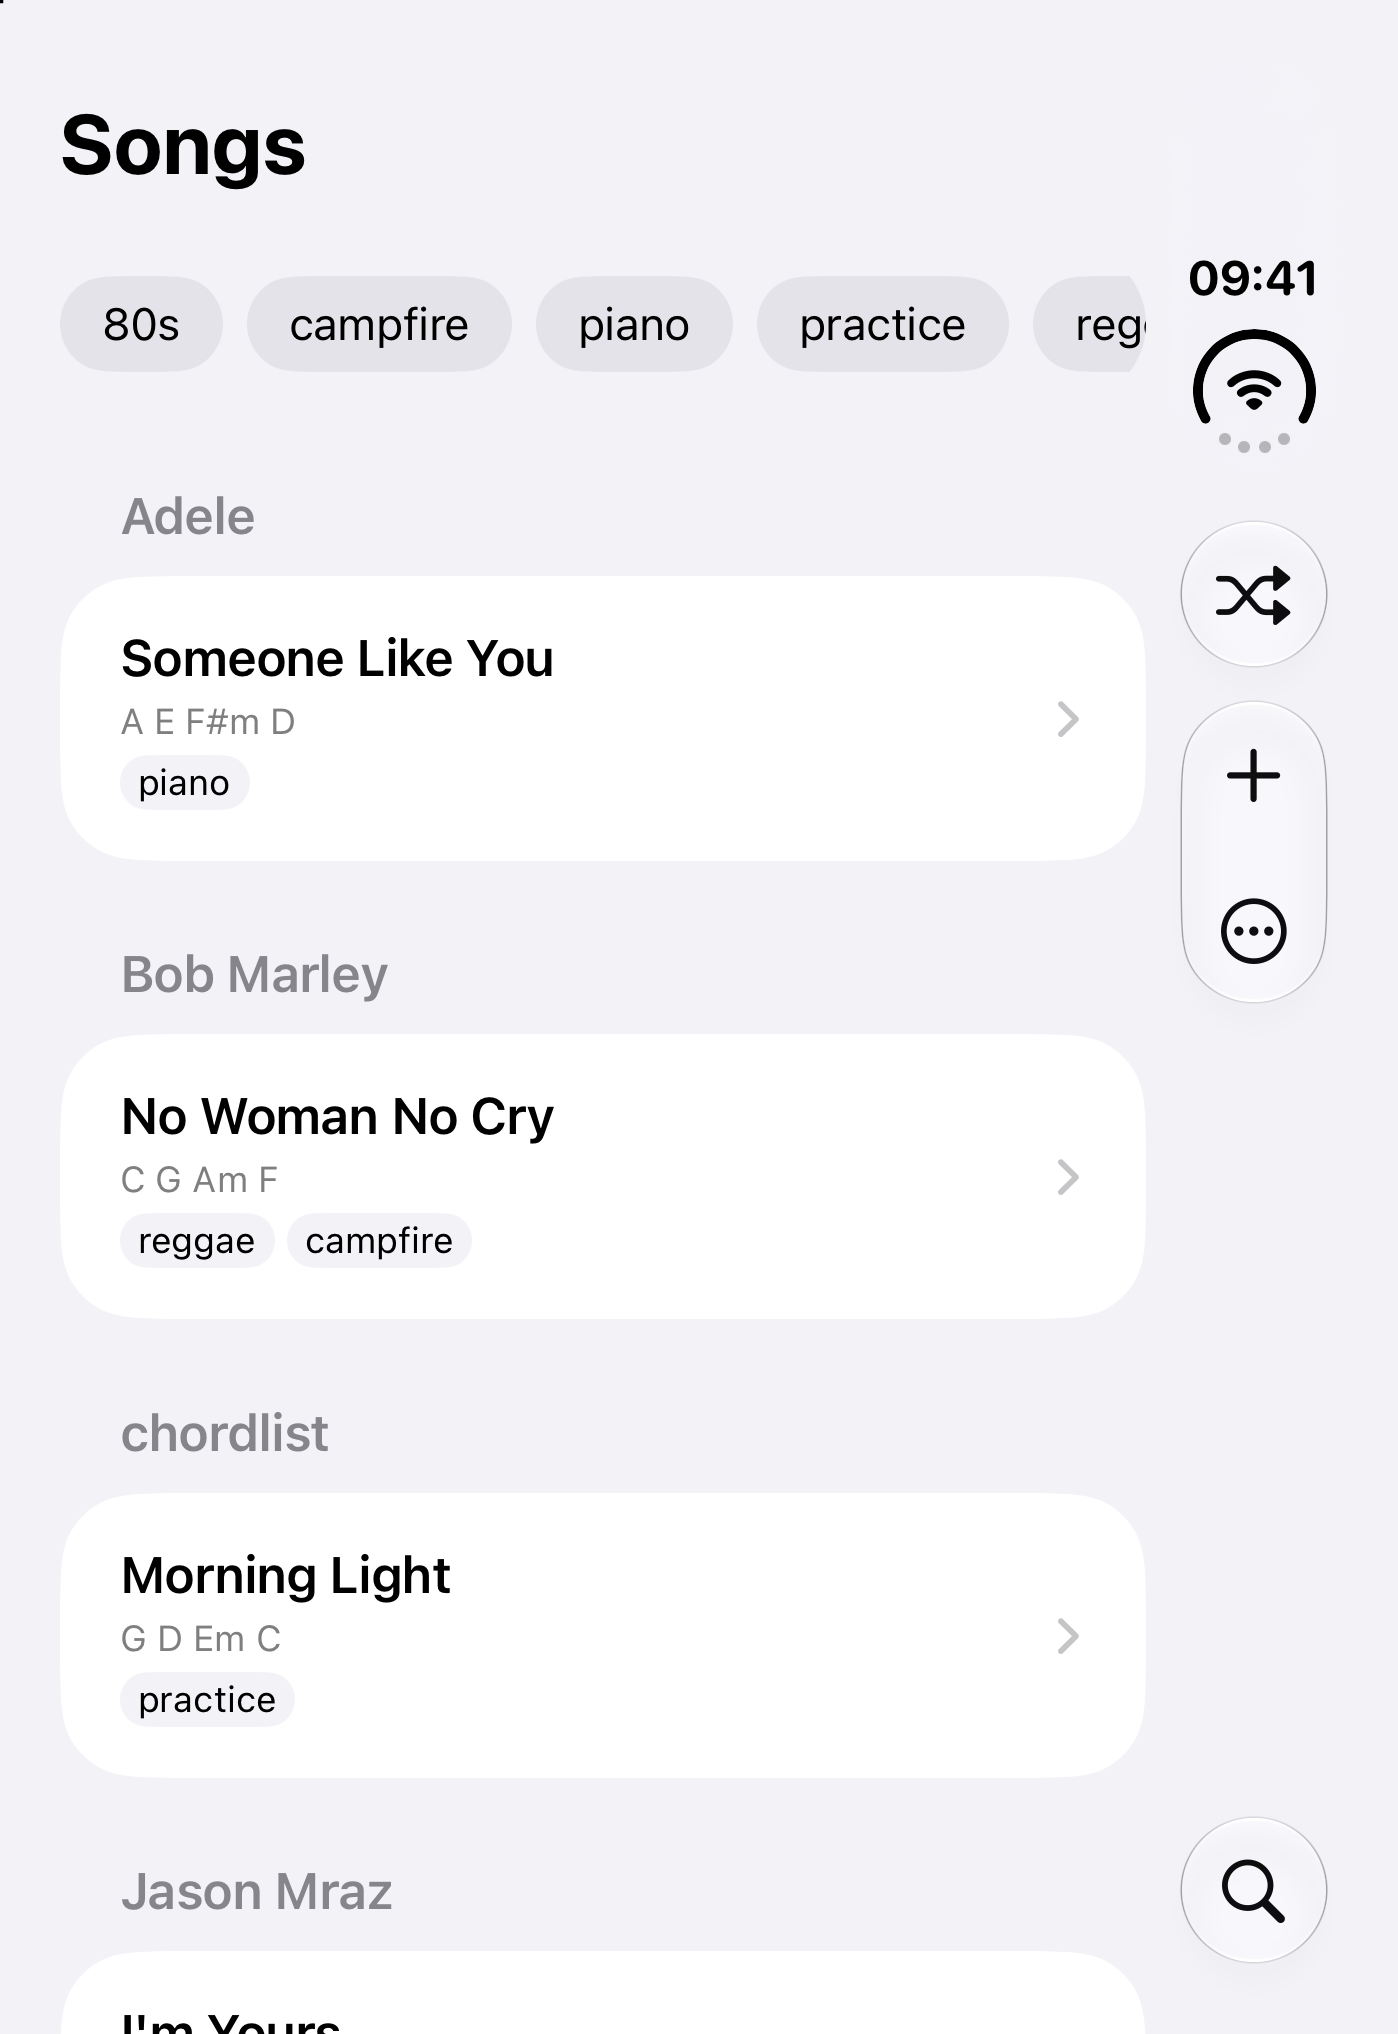 Songs
09:41
80s
campfire
piano
practice
Adele
Someone Like You
A E F#m D
piano
Bob Marley
No Woman No Cry
C G Am F
reggae campfire
chordlist
Morning Light
G D Em C
practice
Jason Mraz
I'm Yours